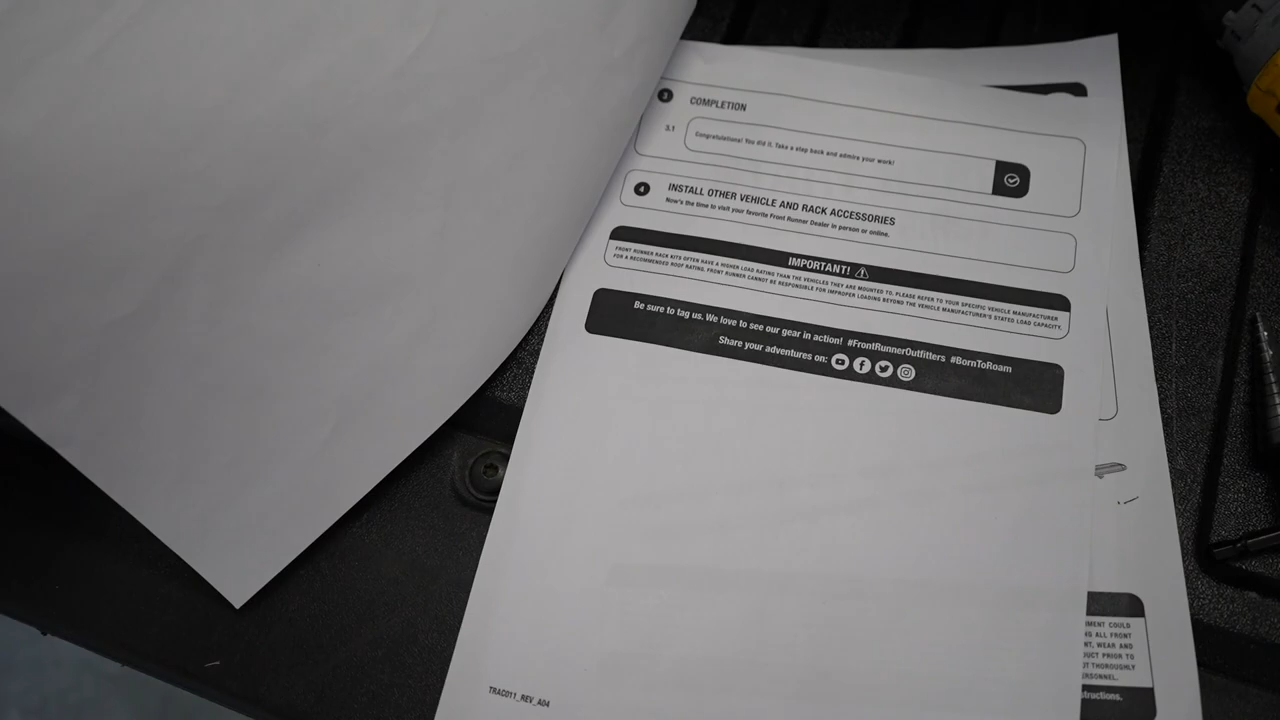 3 COMPLETION
3.1 Congratulations! You did it. Take a step back and admire your work!
4 INSTALL OTHER VEHICLE AND RACK ACCESSORIES
Now's the time to visit your favorite Front Runner Dealer in person or online.
IMPORTANT!
FRONT RUNNER RACK KITS OFTEN HAVE A HIGHER LOAD RATING THAN THE VEHICLES THEY ARE MOUNTED TO. PLEASE REFER TO YOUR SPECIFIC VEHICLE MANUFACTURER
FOR A RECOMMENDED ROOF RATING. FRONT RUNNER CANNOT BE RESPONSIBLE FOR IMPROPER LOADING BEYOND THE VEHICLE MANUFACTURER'S STATED LOAD CAPACITY.
Be sure to tag us. We love to see our gear in action! #FrontRunnerOutfitters #BornToRoam
Share your adventures on:
TRAC011_REV_A04
COULD
ALL FRONT
WEAR AND
PRIOR TO
THOROUGHLY